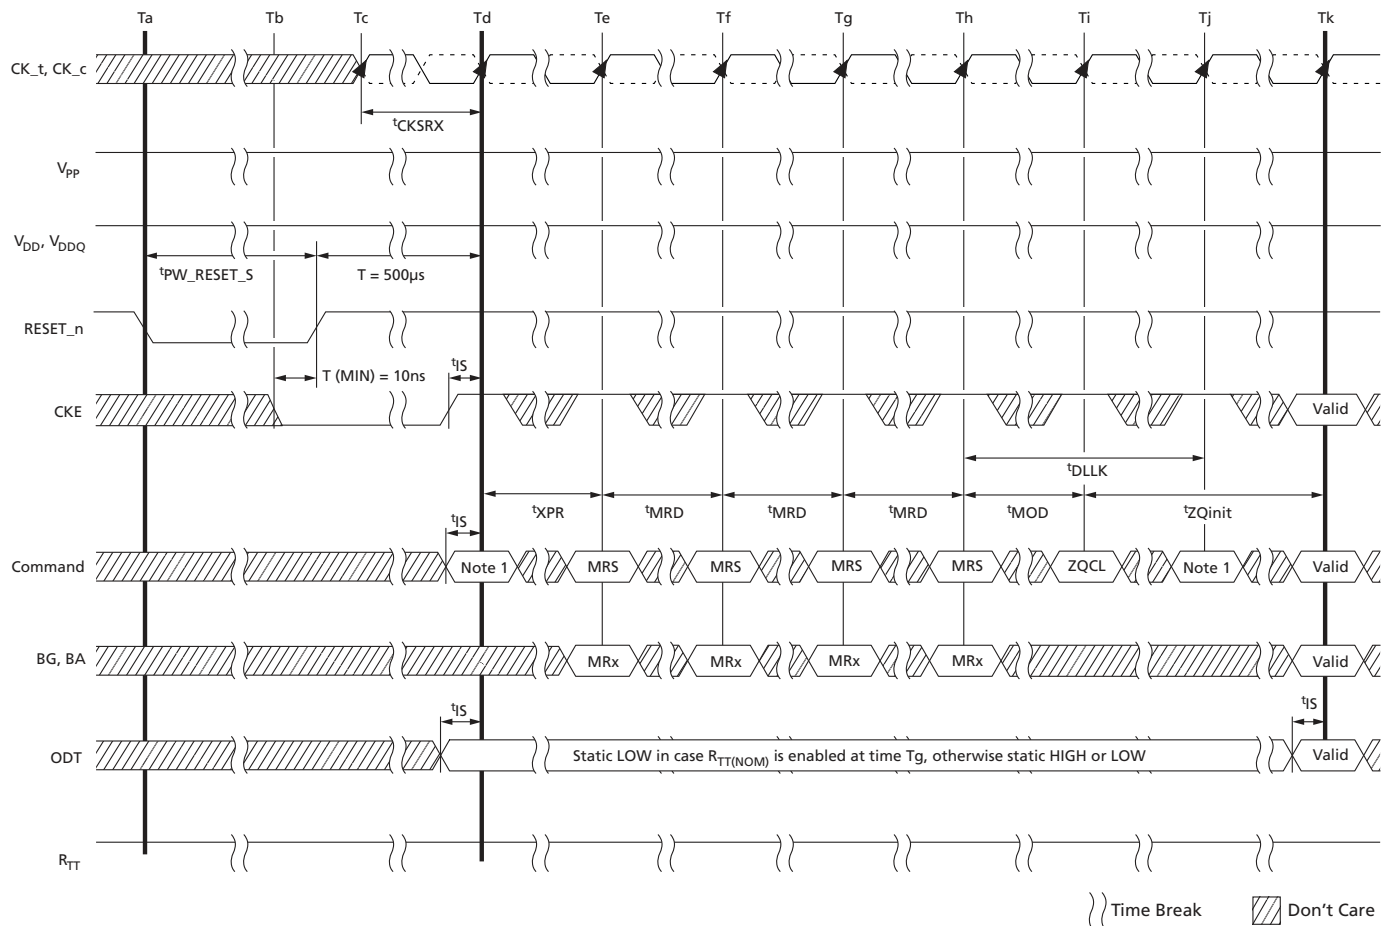 Ta Tb Tc Td Te Tf Tg Th Ti Tj Tk
CK_t, CK_c
tCKSRX
VPP
VDD, VDDQ
tPW_RESET_S T = 500µs
RESET_n
T (MIN) = 10ns tIS
CKE Valid
tDLLK
tXPR tMRD tMRD tMRD tMOD tZQinit
tIS
Command Note 1 MRS MRS MRS MRS ZQCL Note 1 Valid
BG, BA MRx MRx MRx MRx Valid
tIS tIS
ODT Static LOW in case RTT(NOM) is enabled at time Tg, otherwise static HIGH or LOW Valid
RTT
Time Break Don't Care